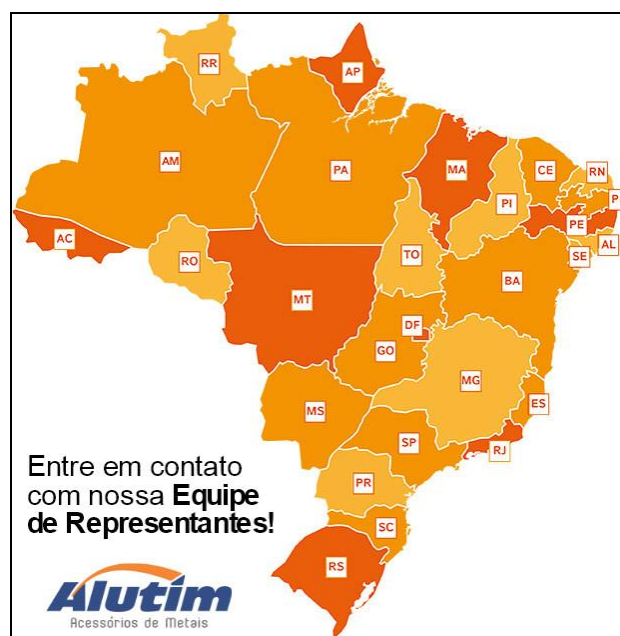 RR
AP
AM
PA
MA
CE
RN
PI
P
PE
AC
RO
TO
AL
SE
MT
BA
DF
GO
MG
MS
ES
SP
RJ
PR
SC
RS
Entre em contato
com nossa Equipe
de Representantes!
Alutim
Acessórios de Metais